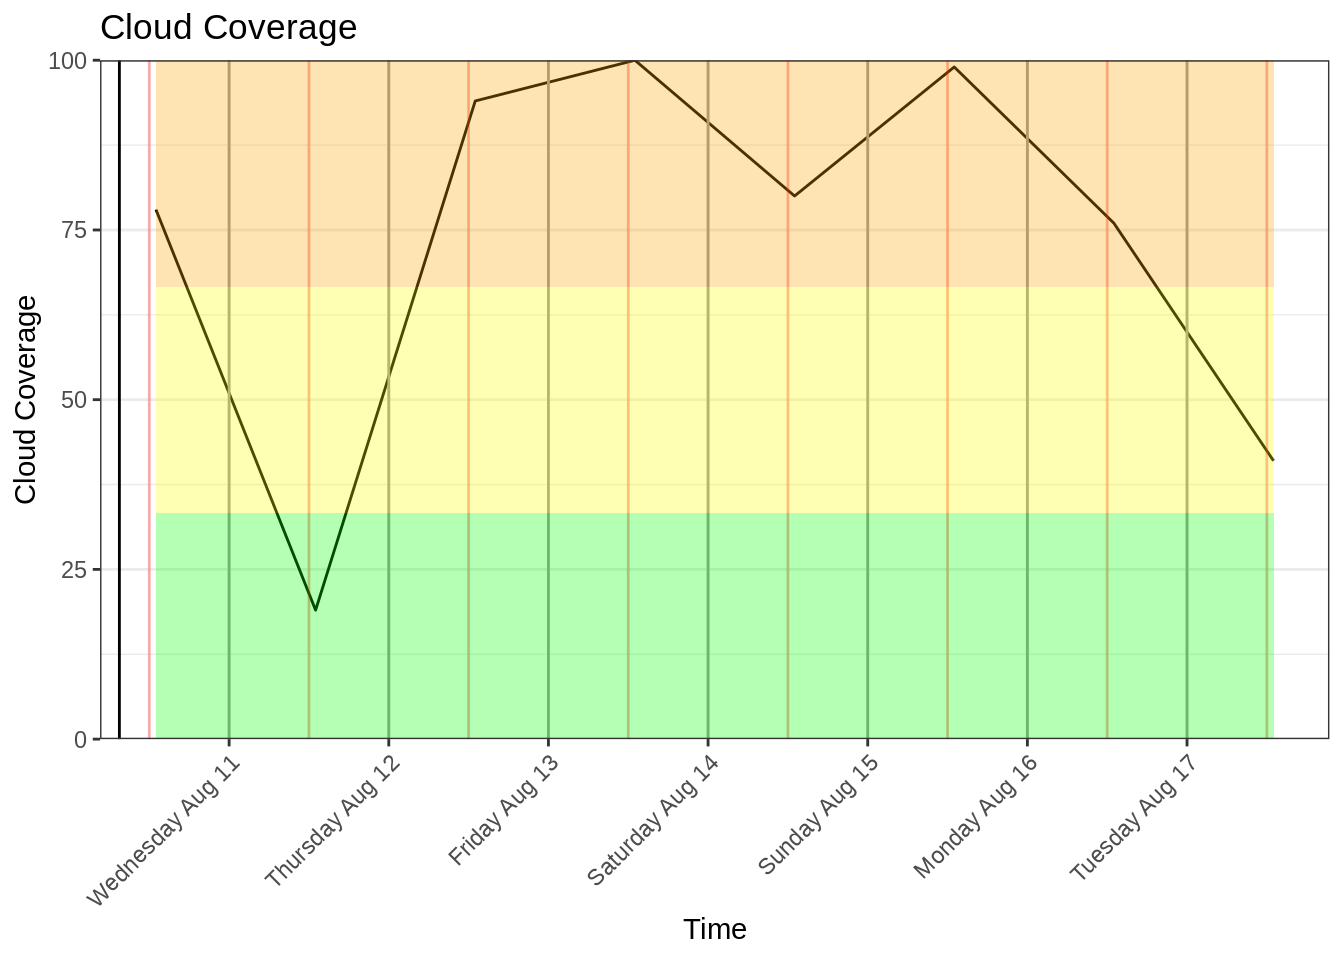 Cloud Coverage
Cloud Coverage
100
75
50
25
0
Wednesday Aug 11
Thursday Aug 12
Friday Aug 13
Saturday Aug 14
Sunday Aug 15
Monday Aug 16
Tuesday Aug 17
Time